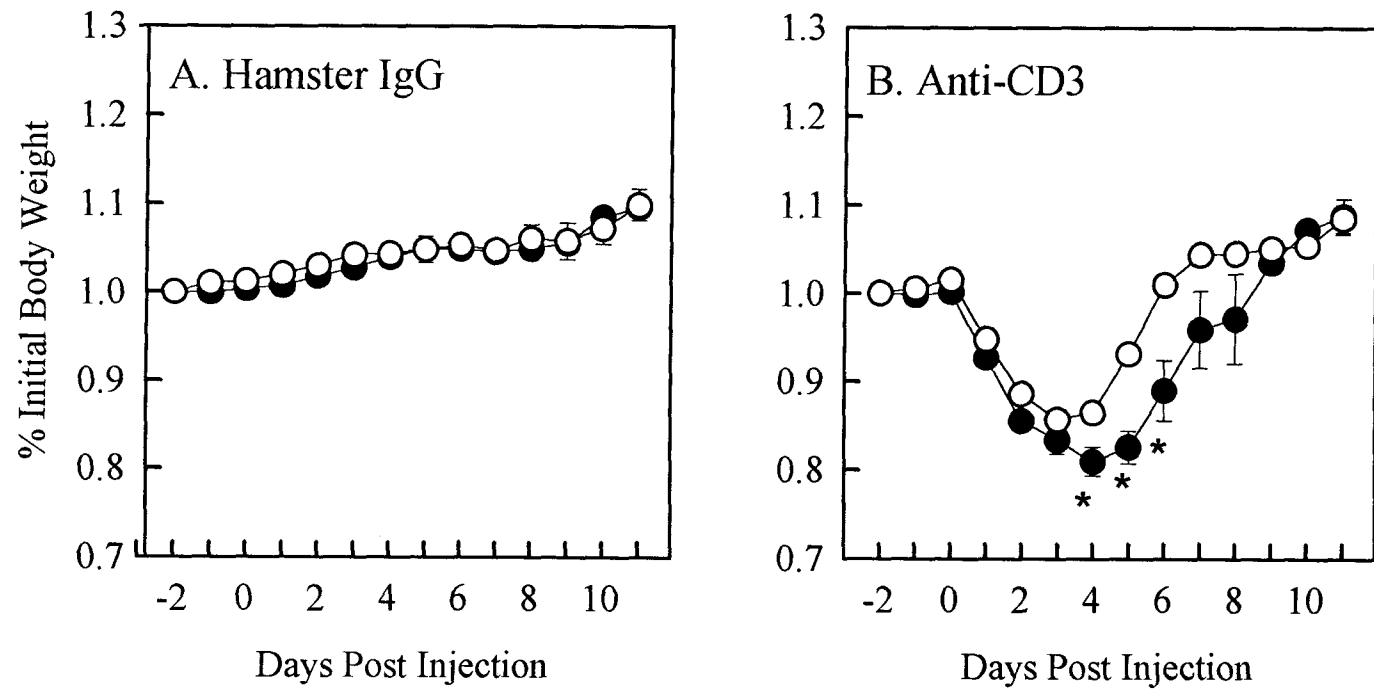 % Initial Body Weight
1.3
1.2
1.1
1.0
0.9
0.8
0.7
A. Hamster IgG
-2 0 2 4 6 8 10
Days Post Injection
1.3
1.2
1.1
1.0
0.9
0.8
0.7
B. Anti-CD3
* * *
-2 0 2 4 6 8 10
Days Post Injection